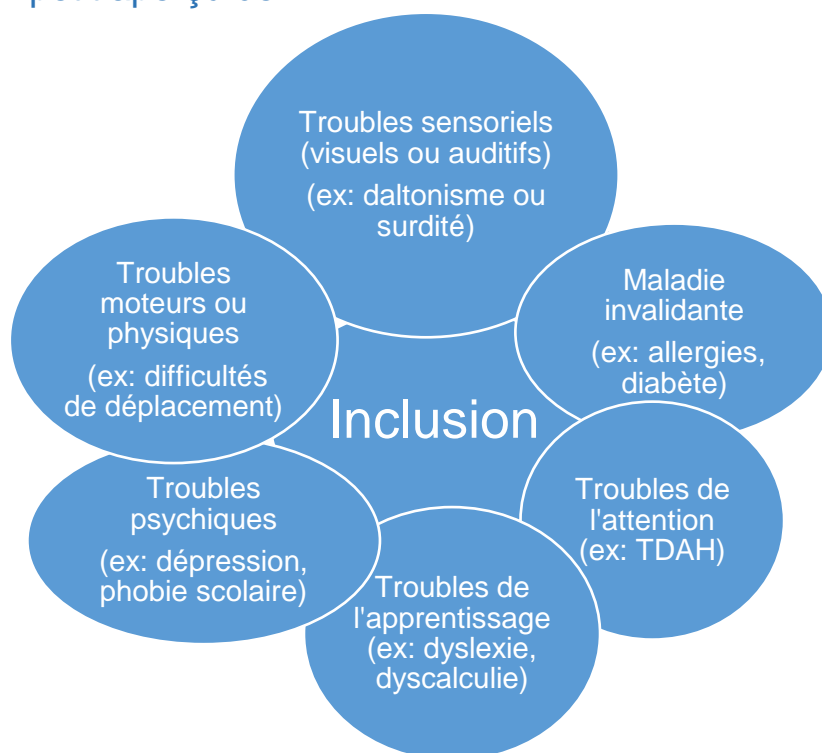 Troubles sensoriels
(visuels ou auditifs)
(ex: daltonisme ou
surdité)
Troubles
moteurs ou
physiques
(ex: difficultés
de déplacement)
Maladie
invalidante
(ex: allergies,
diabète)
Inclusion
Troubles
psychiques
(ex: dépression,
phobie scolaire)
Troubles de
l'attention
(ex: TDAH)
Troubles de
l'apprentissage
(ex: dyslexie,
dyscalculie)